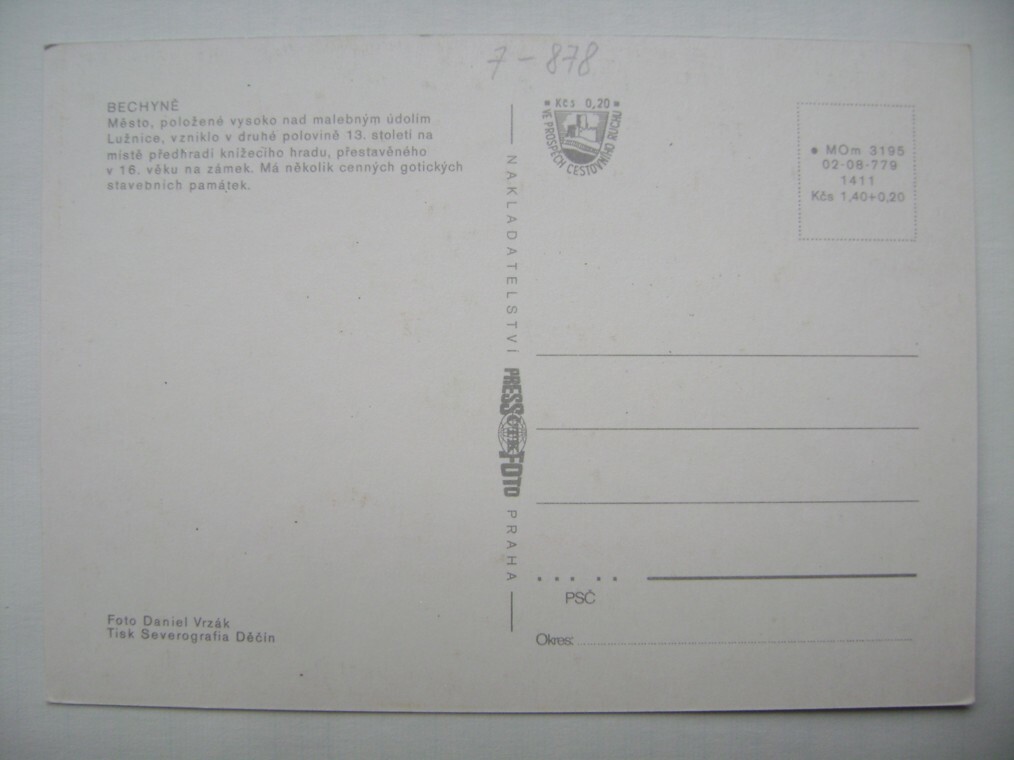 7 - 878
BECHYNĚ
Město, položené vysoko nad malebným údolím
Lužnice, vzniklo v druhé polovině 13. století na
místě předhradí knížecího hradu, přestavěného
v 16. věku na zámek. Má několik cenných gotických
stavebních památek.
Foto Daniel Vrzák
Tisk Severografia Děčín
NAKLADATELSTVÍ PRESSFOTO PRAHA
ČTK
Kčs 0,20
VE PROSPĚCH CESTOVNÍHO RUCHU
MOm 3195
02-08-779
1411
Kčs 1,40+0,20
PSČ
Okres: